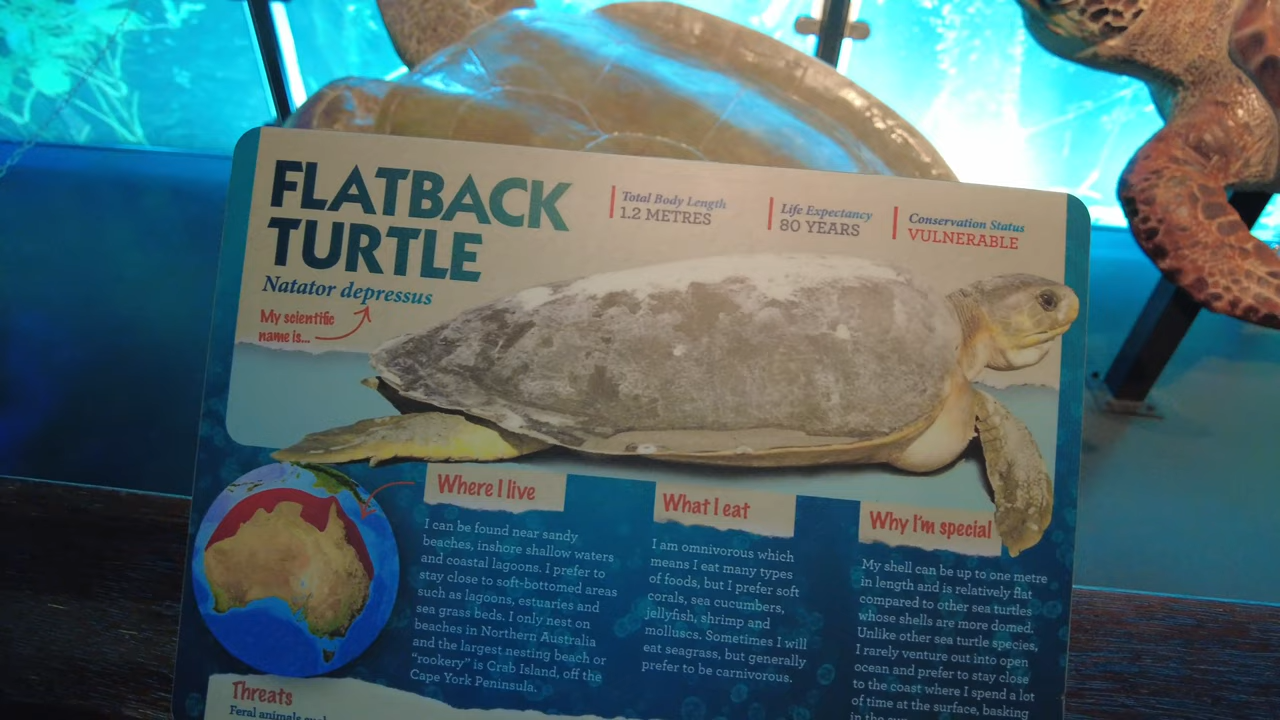 FLATBACK
TURTLE
Natator depressus
My scientific
name is...
Total Body Length
1.2 METRES
Life Expectancy
80 YEARS
Conservation Status
VULNERABLE
Where I live
I can be found near sandy
beaches, inshore shallow waters
and coastal lagoons. I prefer to
stay close to soft-bottomed areas
such as lagoons, estuaries and
sea grass beds. I only nest on
beaches in Northern Australia
and the largest nesting beach or
“rookery” is Crab Island, off the
Cape York Peninsula.
What I eat
I am omnivorous which
means I eat many types
of foods, but I prefer soft
corals, sea cucumbers,
jellyfish, shrimp and
molluscs. Sometimes I will
eat seagrass, but generally
prefer to be carnivorous.
Why I'm special
My shell can be up to one metre
in length and is relatively flat
compared to other sea turtles
whose shells are more domed.
Unlike other sea turtle species,
I rarely venture out into open
ocean and prefer to stay close
to the coast where I spend a lot
of time at the surface, basking
in the
Threats
Feral animals